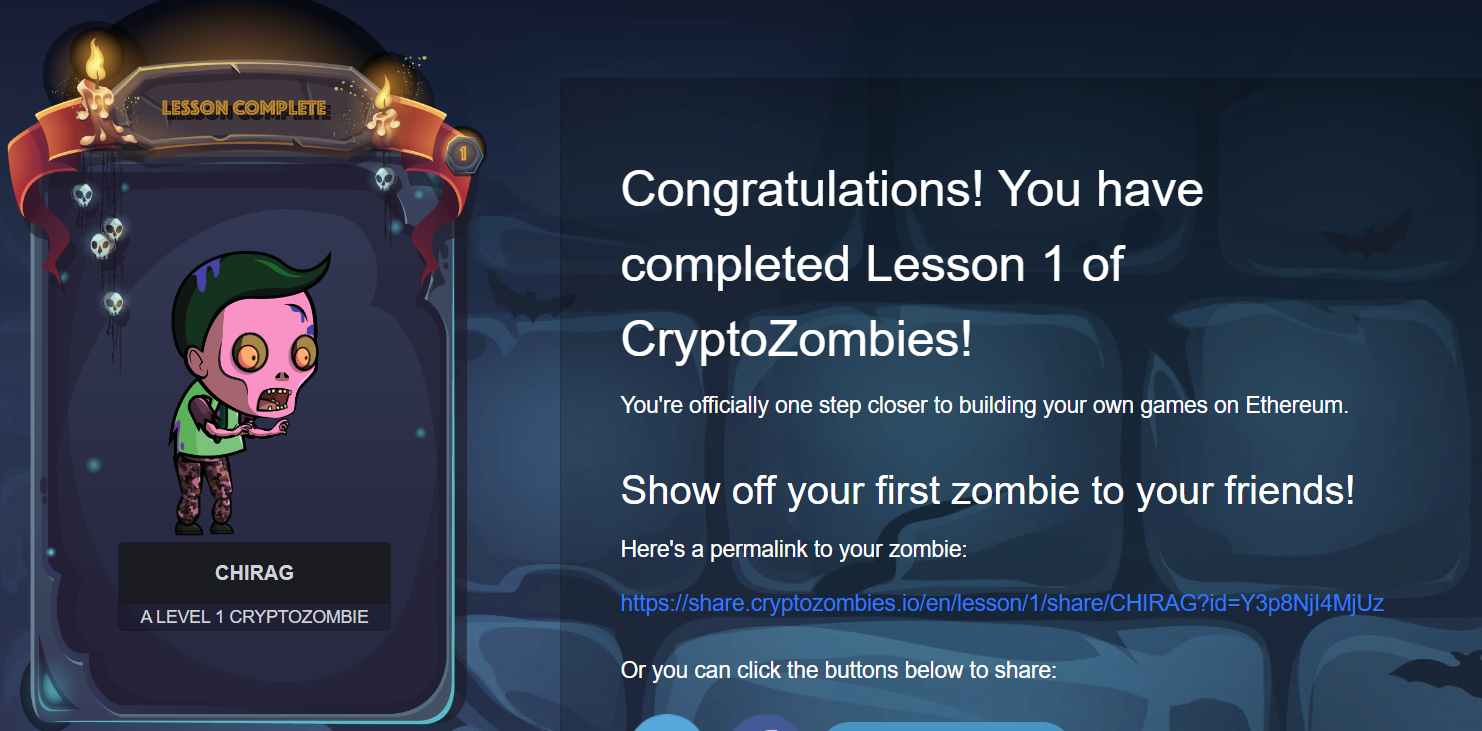 LESSON COMPLETE
1
CHIRAG
A LEVEL 1 CRYPTOZOMBIE
Congratulations! You have
completed Lesson 1 of
CryptoZombies!
You're officially one step closer to building your own games on Ethereum.
Show off your first zombie to your friends!
Here's a permalink to your zombie:
https://share.cryptozombies.io/en/lesson/1/share/CHIRAG?id=Y3p8NjI4MjUz
Or you can click the buttons below to share: